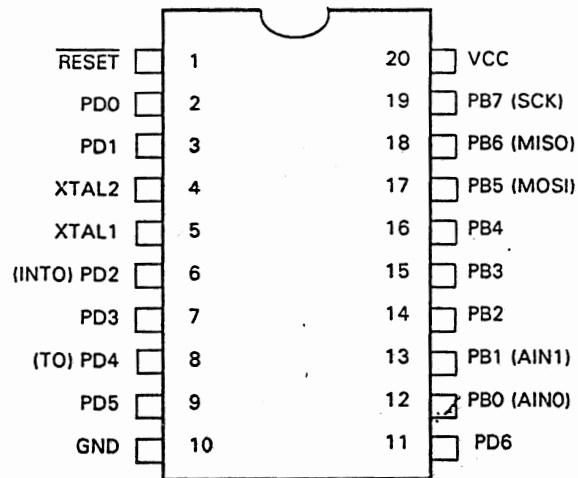 RESET 1 20 VCC
PD0 2 19 PB7 (SCK)
PD1 3 18 PB6 (MISO)
XTAL2 4 17 PB5 (MOSI)
XTAL1 5 16 PB4
(INTO) PD2 6 15 PB3
PD3 7 14 PB2
(TO) PD4 8 13 PB1 (AIN1)
PD5 9 12 PB0 (AIN0)
GND 10 11 PD6